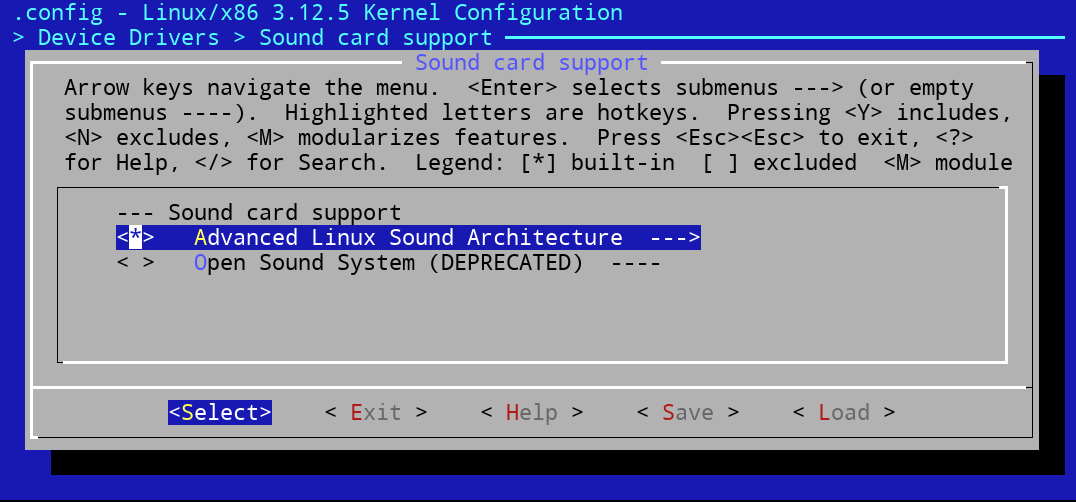 .config - Linux/x86 3.12.5 Kernel Configuration
> Device Drivers > Sound card support
Sound card support
Arrow keys navigate the menu.  <Enter> selects submenus ---> (or empty
submenus ----).  Highlighted letters are hotkeys.  Pressing <Y> includes,
<N> excludes, <M> modularizes features.  Press <Esc><Esc> to exit, <?>
for Help, </> for Search.  Legend: [*] built-in  [ ] excluded  <M> module
--- Sound card support
<*>   Advanced Linux Sound Architecture  --->
< >   Open Sound System (DEPRECATED)  ----
<Select>    < Exit >    < Help >    < Save >    < Load >